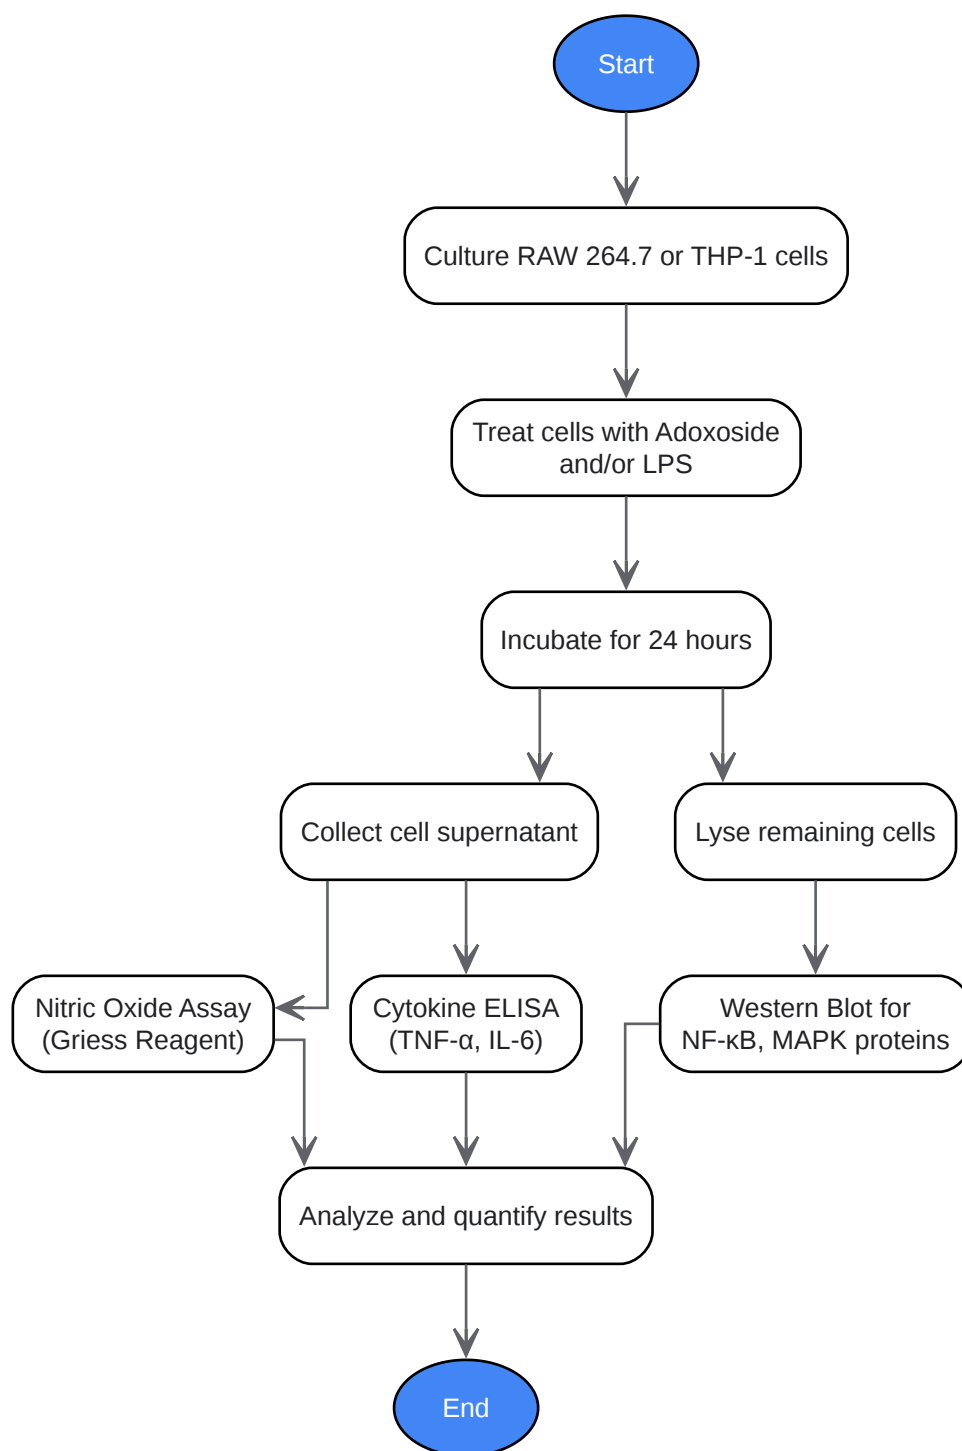 Start
Culture RAW 264.7 or THP-1 cells
Treat cells with Adoxoside
and/or LPS
Incubate for 24 hours
Collect cell supernatant
Lyse remaining cells
Nitric Oxide Assay
(Griess Reagent)
Cytokine ELISA
(TNF-α, IL-6)
Western Blot for
NF-κB, MAPK proteins
Analyze and quantify results
End